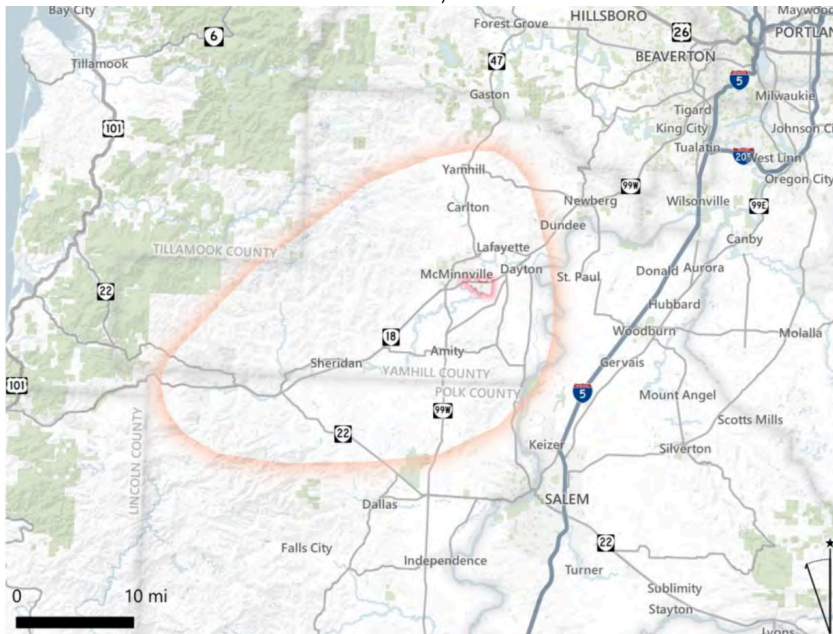 Bay City
HILLSBORO
Maywood
Forest Grove
6
26
PORTLAN
Tillamook
47
BEAVERTON
5
Gaston
Milwaukie
Tigard
101
King City
Johnson Ci
Tualatin
20
West Linn
Yamhill
Oregon City
99W
Newberg
Wilsonville
99E
Carlton
Dundee
Canby
TILLAMOOK COUNTY
Lafayette
McMinnville
Dayton
St. Paul
Donald
Aurora
22
Hubbard
18
Woodburn
Molalla
Sheridan
Amity
Gervais
YAMHILL COUNTY
101
POLK COUNTY
5
Mount Angel
99W
Scotts Mills
LINCOLN COUNTY
22
Keizer
Silverton
SALEM
Dallas
22
Falls City
Independence
Turner
0
10 mi
Sublimity
Stayton
Lyons